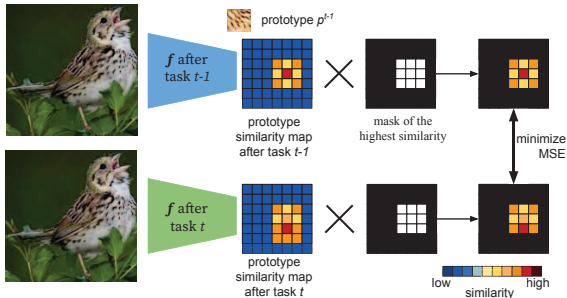 prototype p^t-1
f after
task t-1
prototype
similarity map
after task t-1
mask of the
highest similarity
minimize
MSE
f after
task t
prototype
similarity map
after task t
low
high
similarity